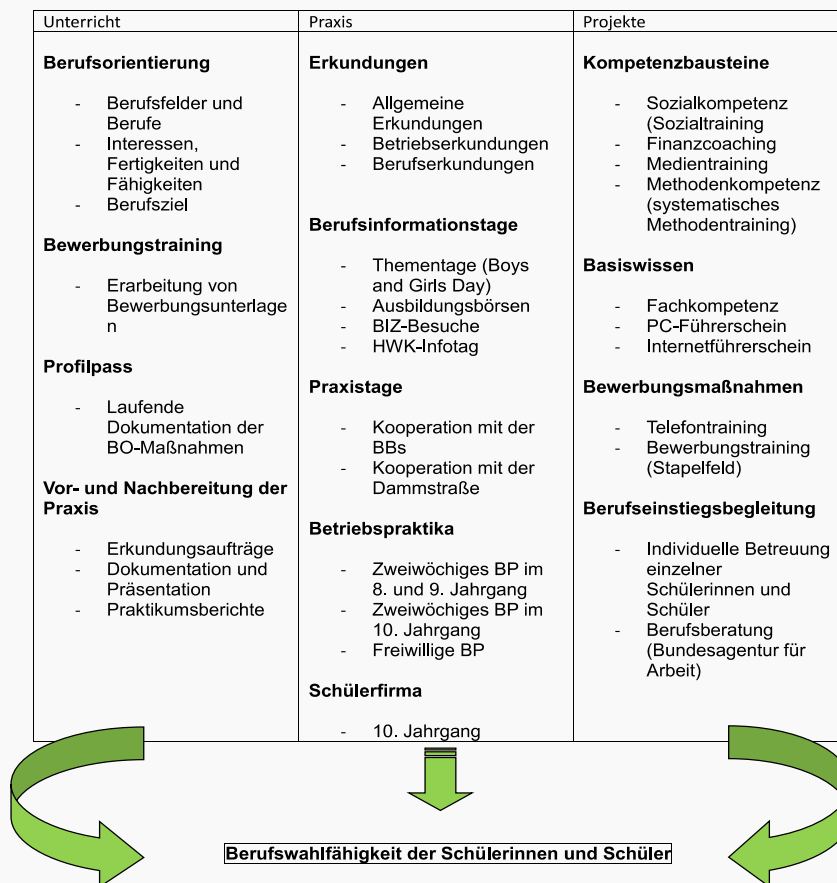 Unterricht
Berufsorientierung
- Berufsfelder und
Berufe
- Interessen,
Fertigkeiten und
Fähigkeiten
- Berufsziel
Bewerbungstraining
- Erarbeitung von
Bewerbungsunterlage
n
Profilpass
- Laufende
Dokumentation der
BO-Maßnahmen
Vor- und Nachbereitung der
Praxis
- Erkundungsaufträge
- Dokumentation und
Präsentation
- Praktikumsberichte
Praxis
Erkundungen
- Allgemeine
Erkundungen
- Betriebserkundungen
- Berufserkundungen
Berufsinformationstage
- Thementage (Boys
and Girls Day)
- Ausbildungsbörsen
- BIZ-Besuche
- HWK-Infotag
Praxistage
- Kooperation mit der
BBs
- Kooperation mit der
Dammstraße
Betriebspraktika
- Zweiwöchiges BP im
8. und 9. Jahrgang
- Zweiwöchiges BP im
10. Jahrgang
- Freiwillige BP
Schülerfirma
- 10. Jahrgang
Projekte
Kompetenzbausteine
- Sozialkompetenz
(Sozialtraining
- Finanzcoaching
- Medientraining
- Methodenkompetenz
(systematisches
Methodentraining)
Basiswissen
- Fachkompetenz
- PC-Führerschein
- Internetführerschein
Bewerbungsmaßnahmen
- Telefontraining
- Bewerbungstraining
(Stapelfeld)
Berufseinstiegsbegleitung
- Individuelle Betreuung
einzelner
Schülerinnen und
Schüler
- Berufsberatung
(Bundesagentur für
Arbeit)
Berufswahlfähigkeit der Schülerinnen und Schüler